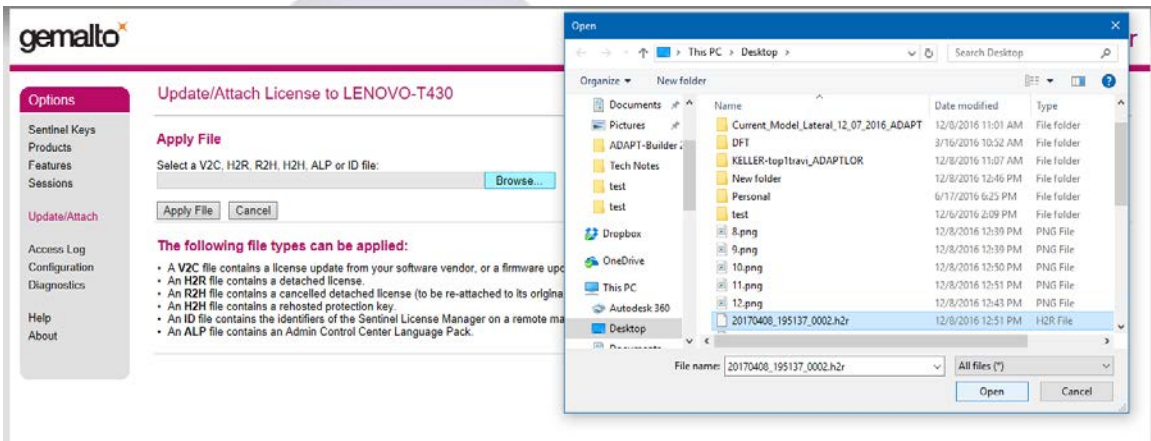 gemalto
r
Options
Sentinel Keys
Products
Features
Sessions
Update/Attach
Access Log
Configuration
Diagnostics
Help
About
Update/Attach License to LENOVO-T430
Apply File
Select a V2C, H2R, R2H, H2H, ALP or ID file:
Browse...
Apply File Cancel
The following file types can be applied:
• A V2C file contains a license update from your software vendor, or a firmware upd
• An H2R file contains a detached license.
• An R2H file contains a cancelled detached license (to be re-attached to its origina
• An H2H file contains a rehosted protection key.
• An ID file contains the identifiers of the Sentinel License Manager on a remote ma
• An ALP file contains an Admin Control Center Language Pack.
Open
This PC > Desktop >
Search Desktop
Organize New folder
Documents
Pictures
ADAPT-Builder 2
Tech Notes
test
test
Dropbox
OneDrive
This PC
Autodesk 360
Desktop
Documents
Name Date modified Type
Current_Model_Lateral_12_07_2016_ADAPT 12/8/2016 11:01 AM File folder
DFT 3/16/2016 10:52 AM File folder
KELLER-top1travi_ADAPTLOR 12/8/2016 11:07 AM File folder
New folder 12/8/2016 12:46 PM File folder
Personal 6/17/2016 6:25 PM File folder
test 12/6/2016 2:09 PM File folder
8.png 12/8/2016 12:39 PM PNG File
9.png 12/8/2016 12:39 PM PNG File
10.png 12/8/2016 12:50 PM PNG File
11.png 12/8/2016 12:51 PM PNG File
12.png 12/8/2016 12:43 PM PNG File
20170408_195137_0002.h2r 12/8/2016 12:51 PM H2R File
File name: 20170408_195137_0002.h2r All files (*)
Open Cancel